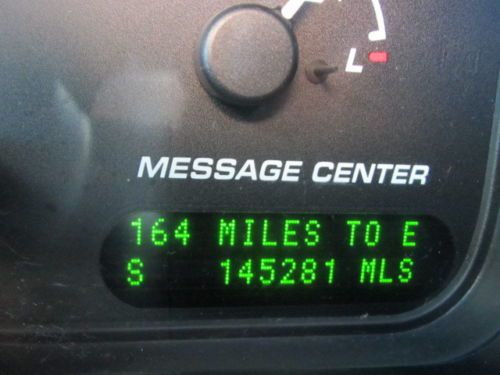 L
MESSAGE CENTER
164 MILES TO E
S 145281 MLS